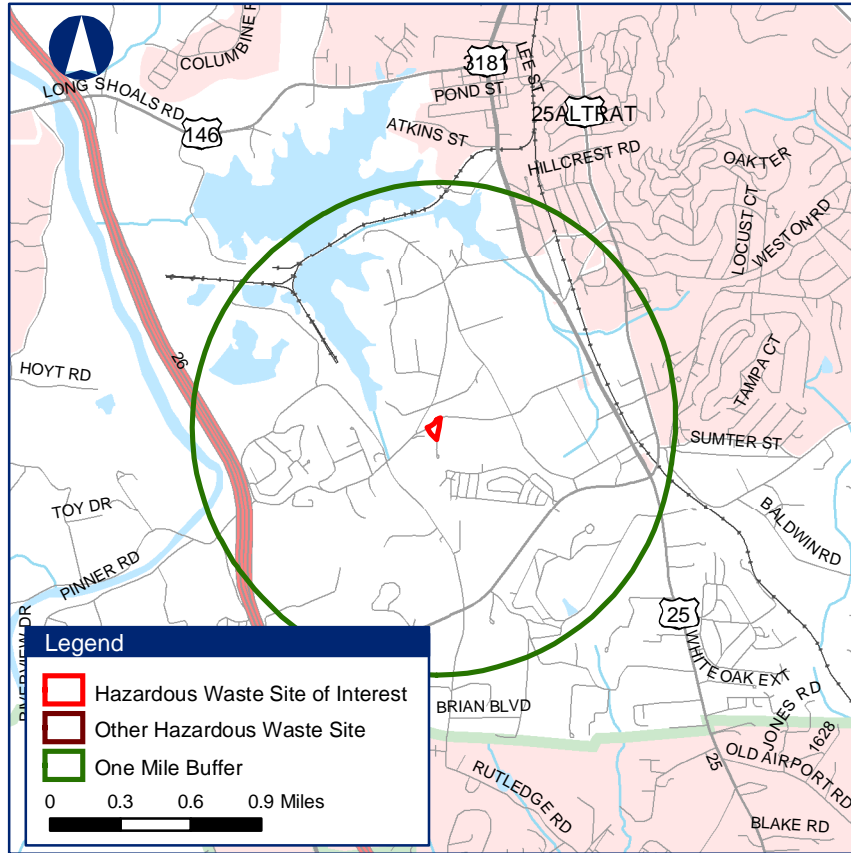 COLUMBINE R
LONG SHOALS RD
3181
LEE ST
POND ST
25ALTRAT
146
ATKINS ST
HILLCREST RD
OAKTER
LOCUST CT
WESTON RD
26
HOYT RD
TAMPA CT
SUMTER ST
TOY DR
BALDWIN RD
PINNER RD
25
RIVERVIEW DR
WHITE OAK EXT
BRIAN BLVD
JONES RD
1628
25
OLD AIRPORT RD
RUTLEDGE RD
BLAKE RD
Legend
Hazardous Waste Site of Interest
Other Hazardous Waste Site
One Mile Buffer
0 0.3 0.6 0.9 Miles